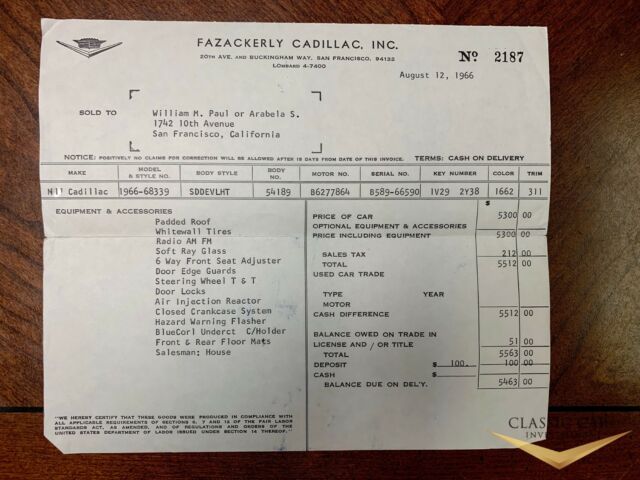 FAZACKERLY CADILLAC, INC.
20TH AVE. AND BUCKINGHAM WAY, SAN FRANCISCO, 94132
LOMBARD 4-7400
No 2187
August 12, 1966
SOLD TO
William M. Paul or Arabela S.
1742 10th Avenue
San Francisco, California
NOTICE: POSITIVELY NO CLAIMS FOR CORRECTION WILL BE ALLOWED AFTER 15 DAYS FROM DATE OF THIS INVOICE. TERMS: CASH ON DELIVERY
MAKE MODEL & STYLE NO. BODY STYLE BODY NO. MOTOR NO. SERIAL NO. KEY NUMBER COLOR TRIM
Cadillac 1966-68339 SDDEVLHT 54189 B6277864 B589-66590 1V29 2Y38 1662 311
EQUIPMENT & ACCESSORIES
Padded Roof
Whitewall Tires
Radio AM FM
Soft Ray Glass
6 Way Front Seat Adjuster
Door Edge Guards
Steering Wheel T & T
Door Locks
Air Injection Reactor
Closed Crankcase System
Hazard Warning Flasher
BlueCorl Underct C/Holder
Front & Rear Floor Mats
Salesman: House
"WE HEREBY CERTIFY THAT THESE GOODS WERE PRODUCED IN COMPLIANCE WITH
ALL APPLICABLE REQUIREMENTS OF SECTIONS 6, 7 AND 12 OF THE FAIR LABOR
STANDARDS ACT, AS AMENDED, AND OF REGULATIONS AND ORDERS OF THE
UNITED STATES DEPARTMENT OF LABOR ISSUED UNDER SECTION 14 THEREOF."
$
PRICE OF CAR 5300 00
OPTIONAL EQUIPMENT & ACCESSORIES
PRICE INCLUDING EQUIPMENT 5300 00
SALES TAX 212 00
TOTAL 5512 00
USED CAR TRADE
TYPE YEAR
MOTOR
CASH DIFFERENCE 5512 00
BALANCE OWED ON TRADE IN
LICENSE AND / OR TITLE 51 00
TOTAL 5563 00
DEPOSIT $ 100. 100 00
CASH $
BALANCE DUE ON DEL'Y. 5463 00